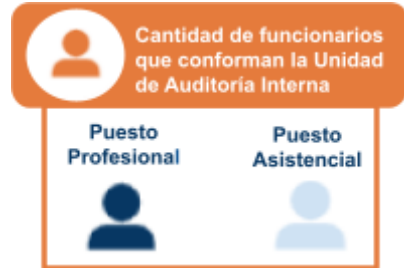 Cantidad de funcionarios
que conforman la Unidad
de Auditoría Interna
Puesto
Profesional
Puesto
Asistencial